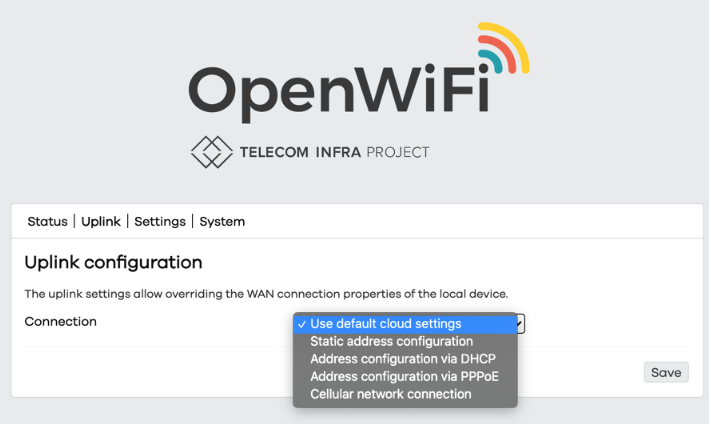 OpenWiFi
TELECOM INFRA PROJECT
Status | Uplink | Settings | System
Uplink configuration
The uplink settings allow overriding the WAN connection properties of the local device.
Connection
✓ Use default cloud settings
Static address configuration
Address configuration via DHCP
Address configuration via PPPoE
Cellular network connection
Save